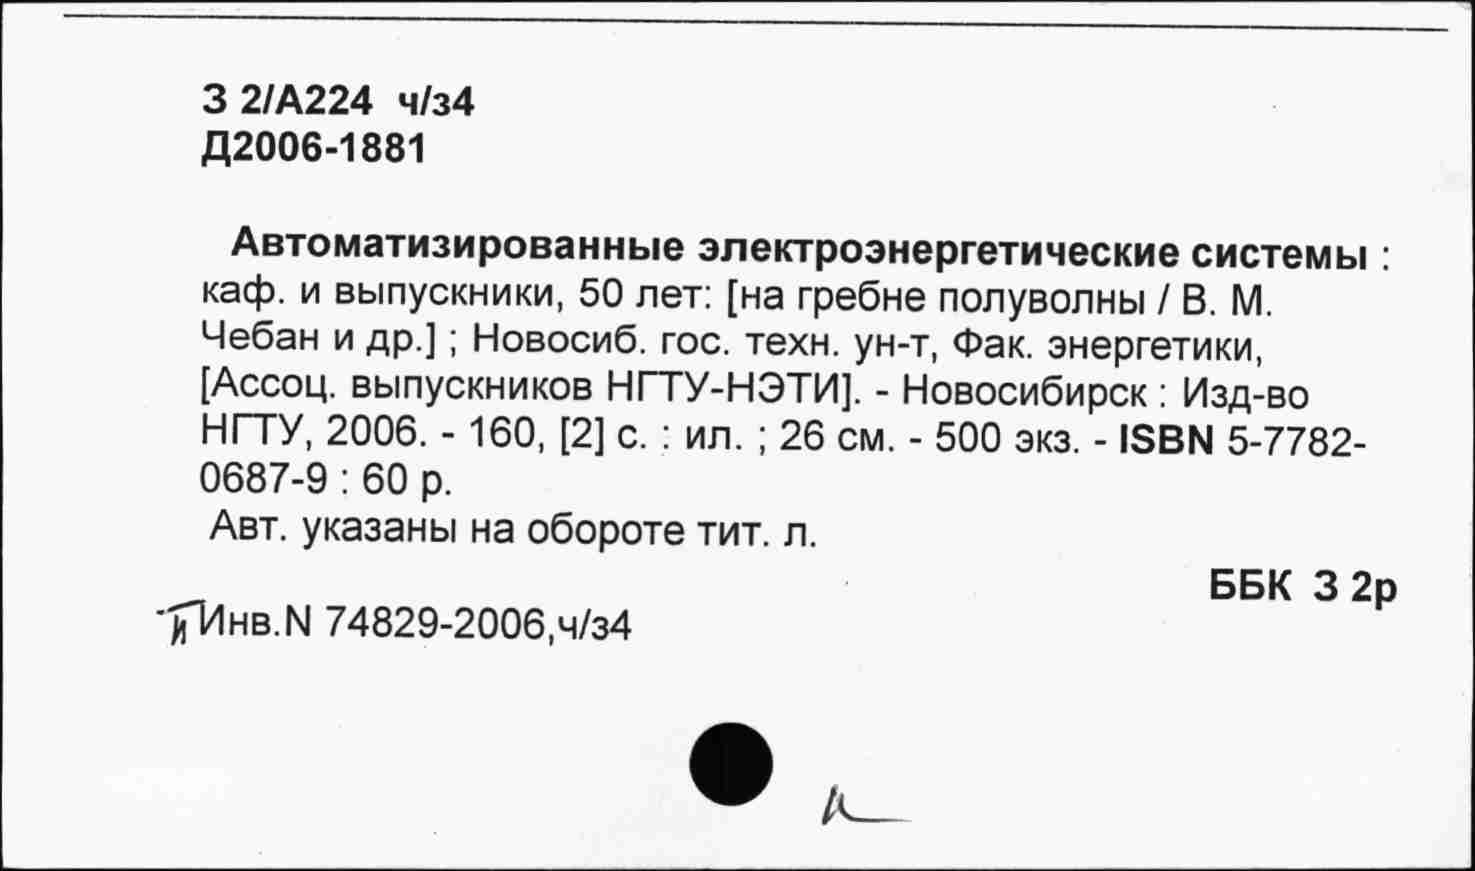 З 2/А224 ч/з4
Д2006-1881
Автоматизированные электроэнергетические системы :
каф. и выпускники, 50 лет: [на гребне полуволны / В. М.
Чебан и др.] ; Новосиб. гос. техн. ун-т, Фак. энергетики,
[Ассоц. выпускников НГТУ-НЭТИ]. - Новосибирск : Изд-во
НГТУ, 2006. - 160, [2] с. : ил. ; 26 см. - 500 экз. - ISBN 5-7782-
0687-9 : 60 р.
Авт. указаны на обороте тит. л.
ББК З 2р
Инв.N 74829-2006,ч/з4